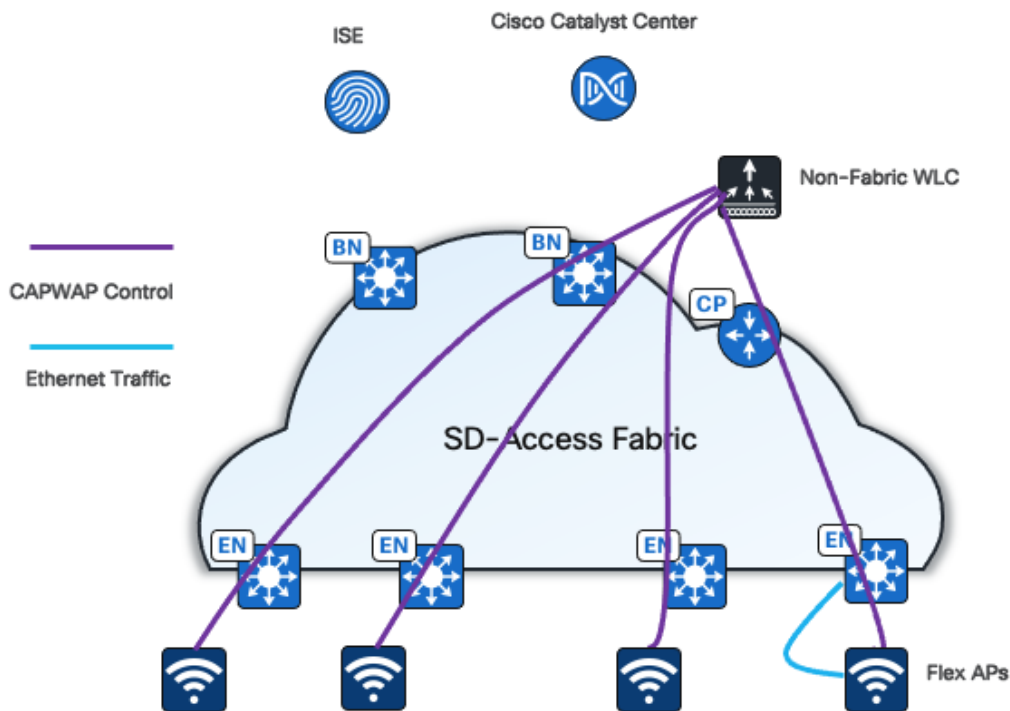 ISE
Cisco Catalyst Center
Non-Fabric WLC
BN
BN
CAPWAP Control
CP
Ethernet Traffic
SD-Access Fabric
EN
EN
EN
EN
Flex APs